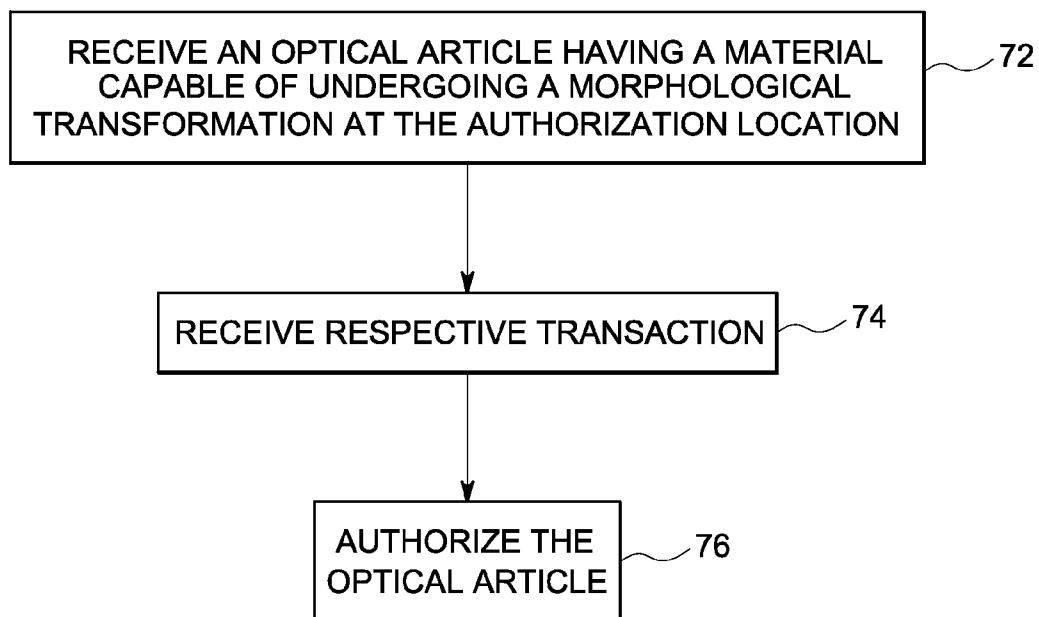 RECEIVE AN OPTICAL ARTICLE HAVING A MATERIAL
CAPABLE OF UNDERGOING A MORPHOLOGICAL
TRANSFORMATION AT THE AUTHORIZATION LOCATION
72
RECEIVE RESPECTIVE TRANSACTION
74
AUTHORIZE THE
OPTICAL ARTICLE
76